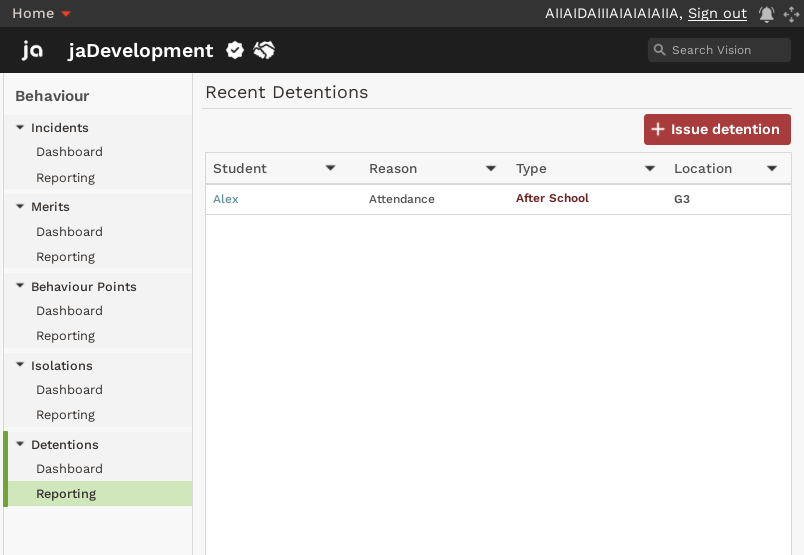 Home
AIIAIDAIIIAIAIAIAIIA, Sign out
ja jaDevelopment
Search Vision
Behaviour
Incidents
Dashboard
Reporting
Merits
Dashboard
Reporting
Behaviour Points
Dashboard
Reporting
Isolations
Dashboard
Reporting
Detentions
Dashboard
Reporting
Recent Detentions
Issue detention
Student Reason Type Location
Alex Attendance After School G3